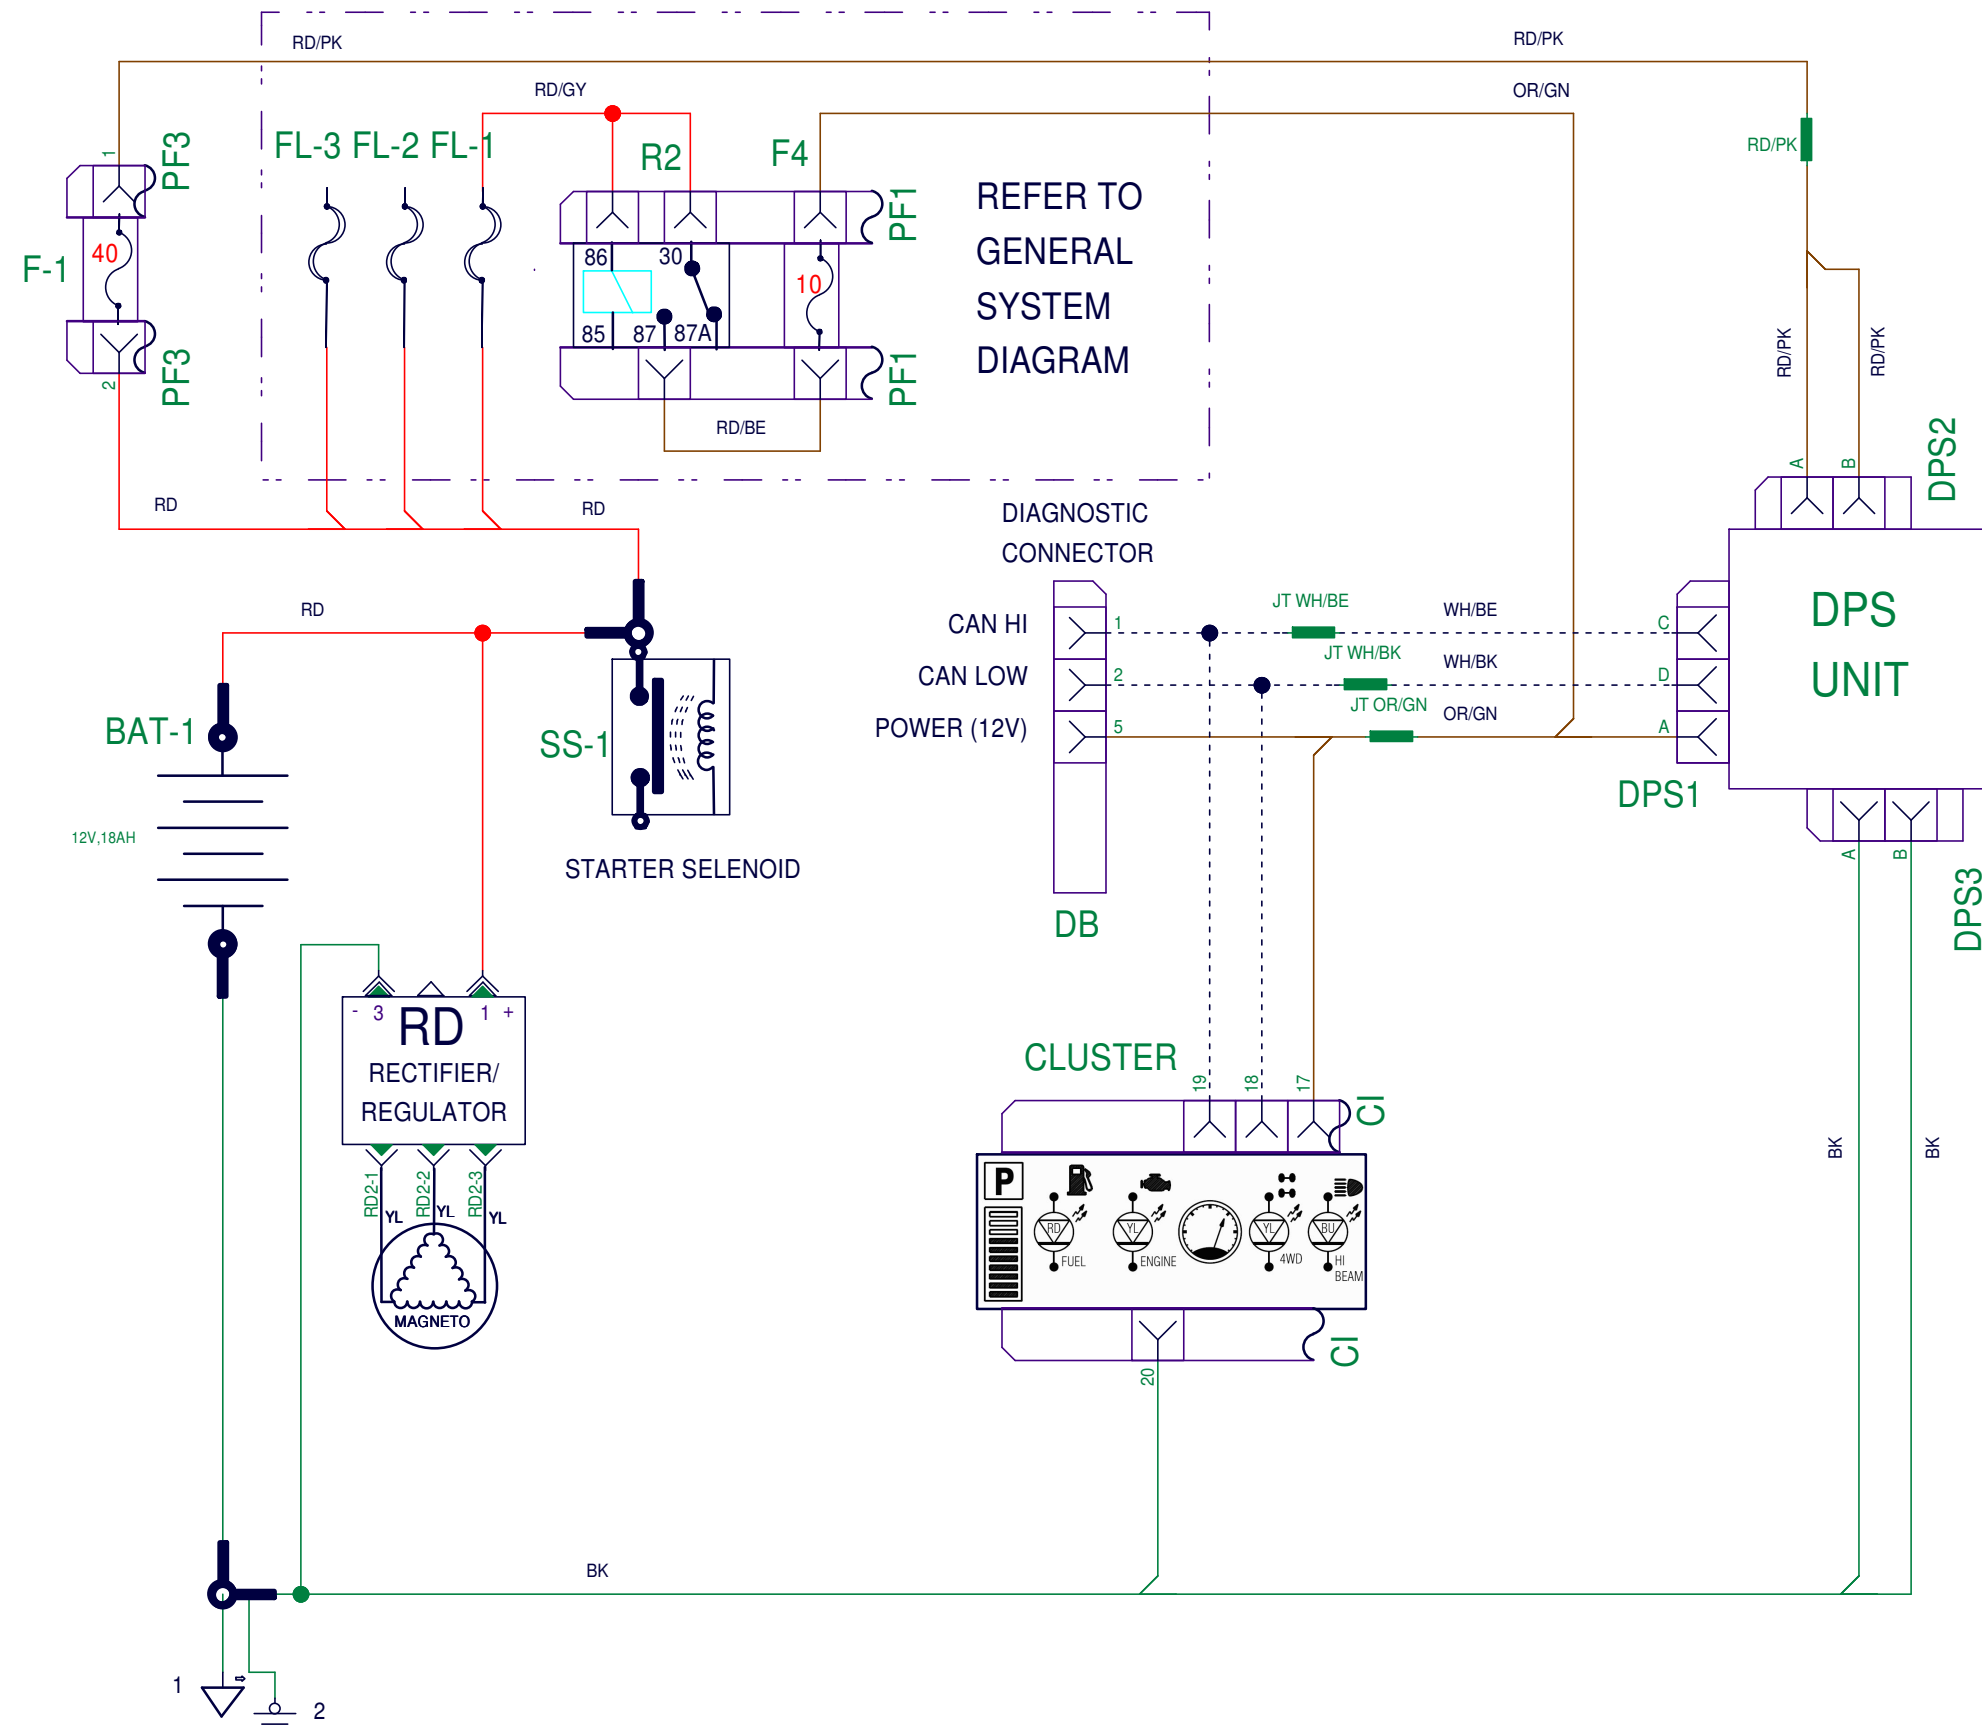 RD/PK
RD/PK
RD/GY
OR/GN
FL-3 FL-2 FL-1
R2
F4
PF3
1
PF1
RD/PK
REFER TO
GENERAL
SYSTEM
DIAGRAM
F-1
40
86
30
10
85
87
87A
PF3
2
PF1
RD/PK
RD/PK
RD/BE
A
B
DPS2
RD
RD
DIAGNOSTIC
CONNECTOR
RD
CAN HI
1
JT WH/BE
WH/BE
C
CAN LOW
2
JT WH/BK
WH/BK
D
POWER (12V)
5
JT OR/GN
OR/GN
A
DPS
UNIT
BAT-1
SS-1
DPS1
12V,18AH
STARTER SELENOID
DB
A
B
DPS3
- 3
1 +
RD
RECTIFIER/
REGULATOR
CLUSTER
19
18
17
CI
RD2-1
RD2-2
RD2-3
YL
YL
YL
MAGNETO
P
RD
FUEL
YL
ENGINE
YL
4WD
BU
HI
BEAM
CI
20
BK
BK
BK
1
2